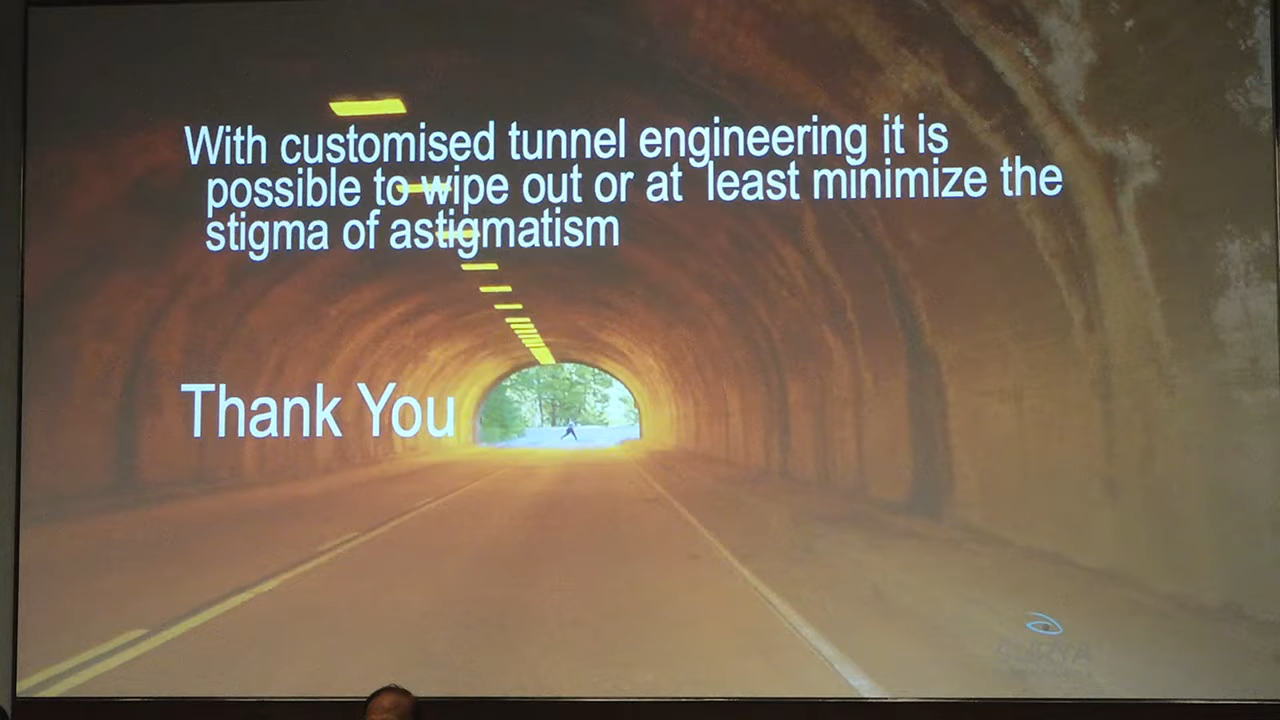 With customised tunnel engineering it is
possible to wipe out or at least minimize the
stigma of astigmatism
Thank You